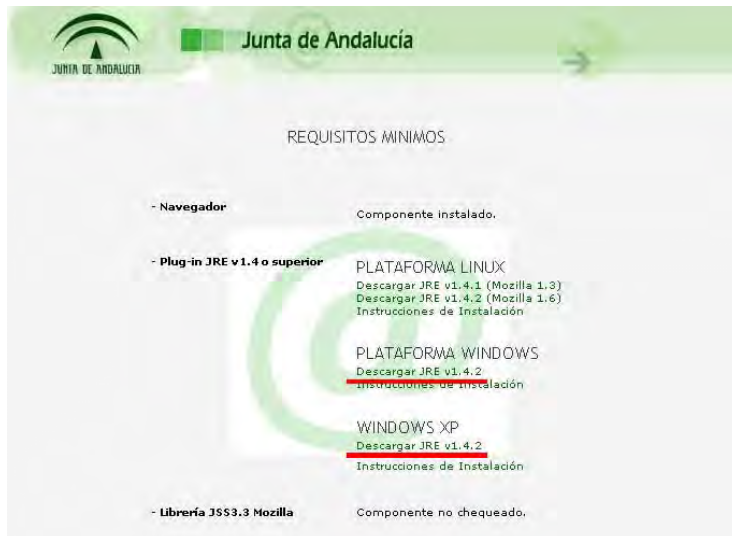 JUNTA DE ANDALUCIA
Junta de Andalucía
REQUISITOS MINIMOS
- Navegador
Componente instalado.
- Plug-in JRE v1.4 o superior
PLATAFORMA LINUX
Descargar JRE v1.4.1 (Mozilla 1.3)
Descargar JRE v1.4.2 (Mozilla 1.6)
Instrucciones de Instalación
PLATAFORMA WINDOWS
Descargar JRE v1.4.2
Instrucciones de Instalación
WINDOWS XP
Descargar JRE v1.4.2
Instrucciones de Instalación
- Librería JSS3.3 Mozilla
Componente no chequeado.